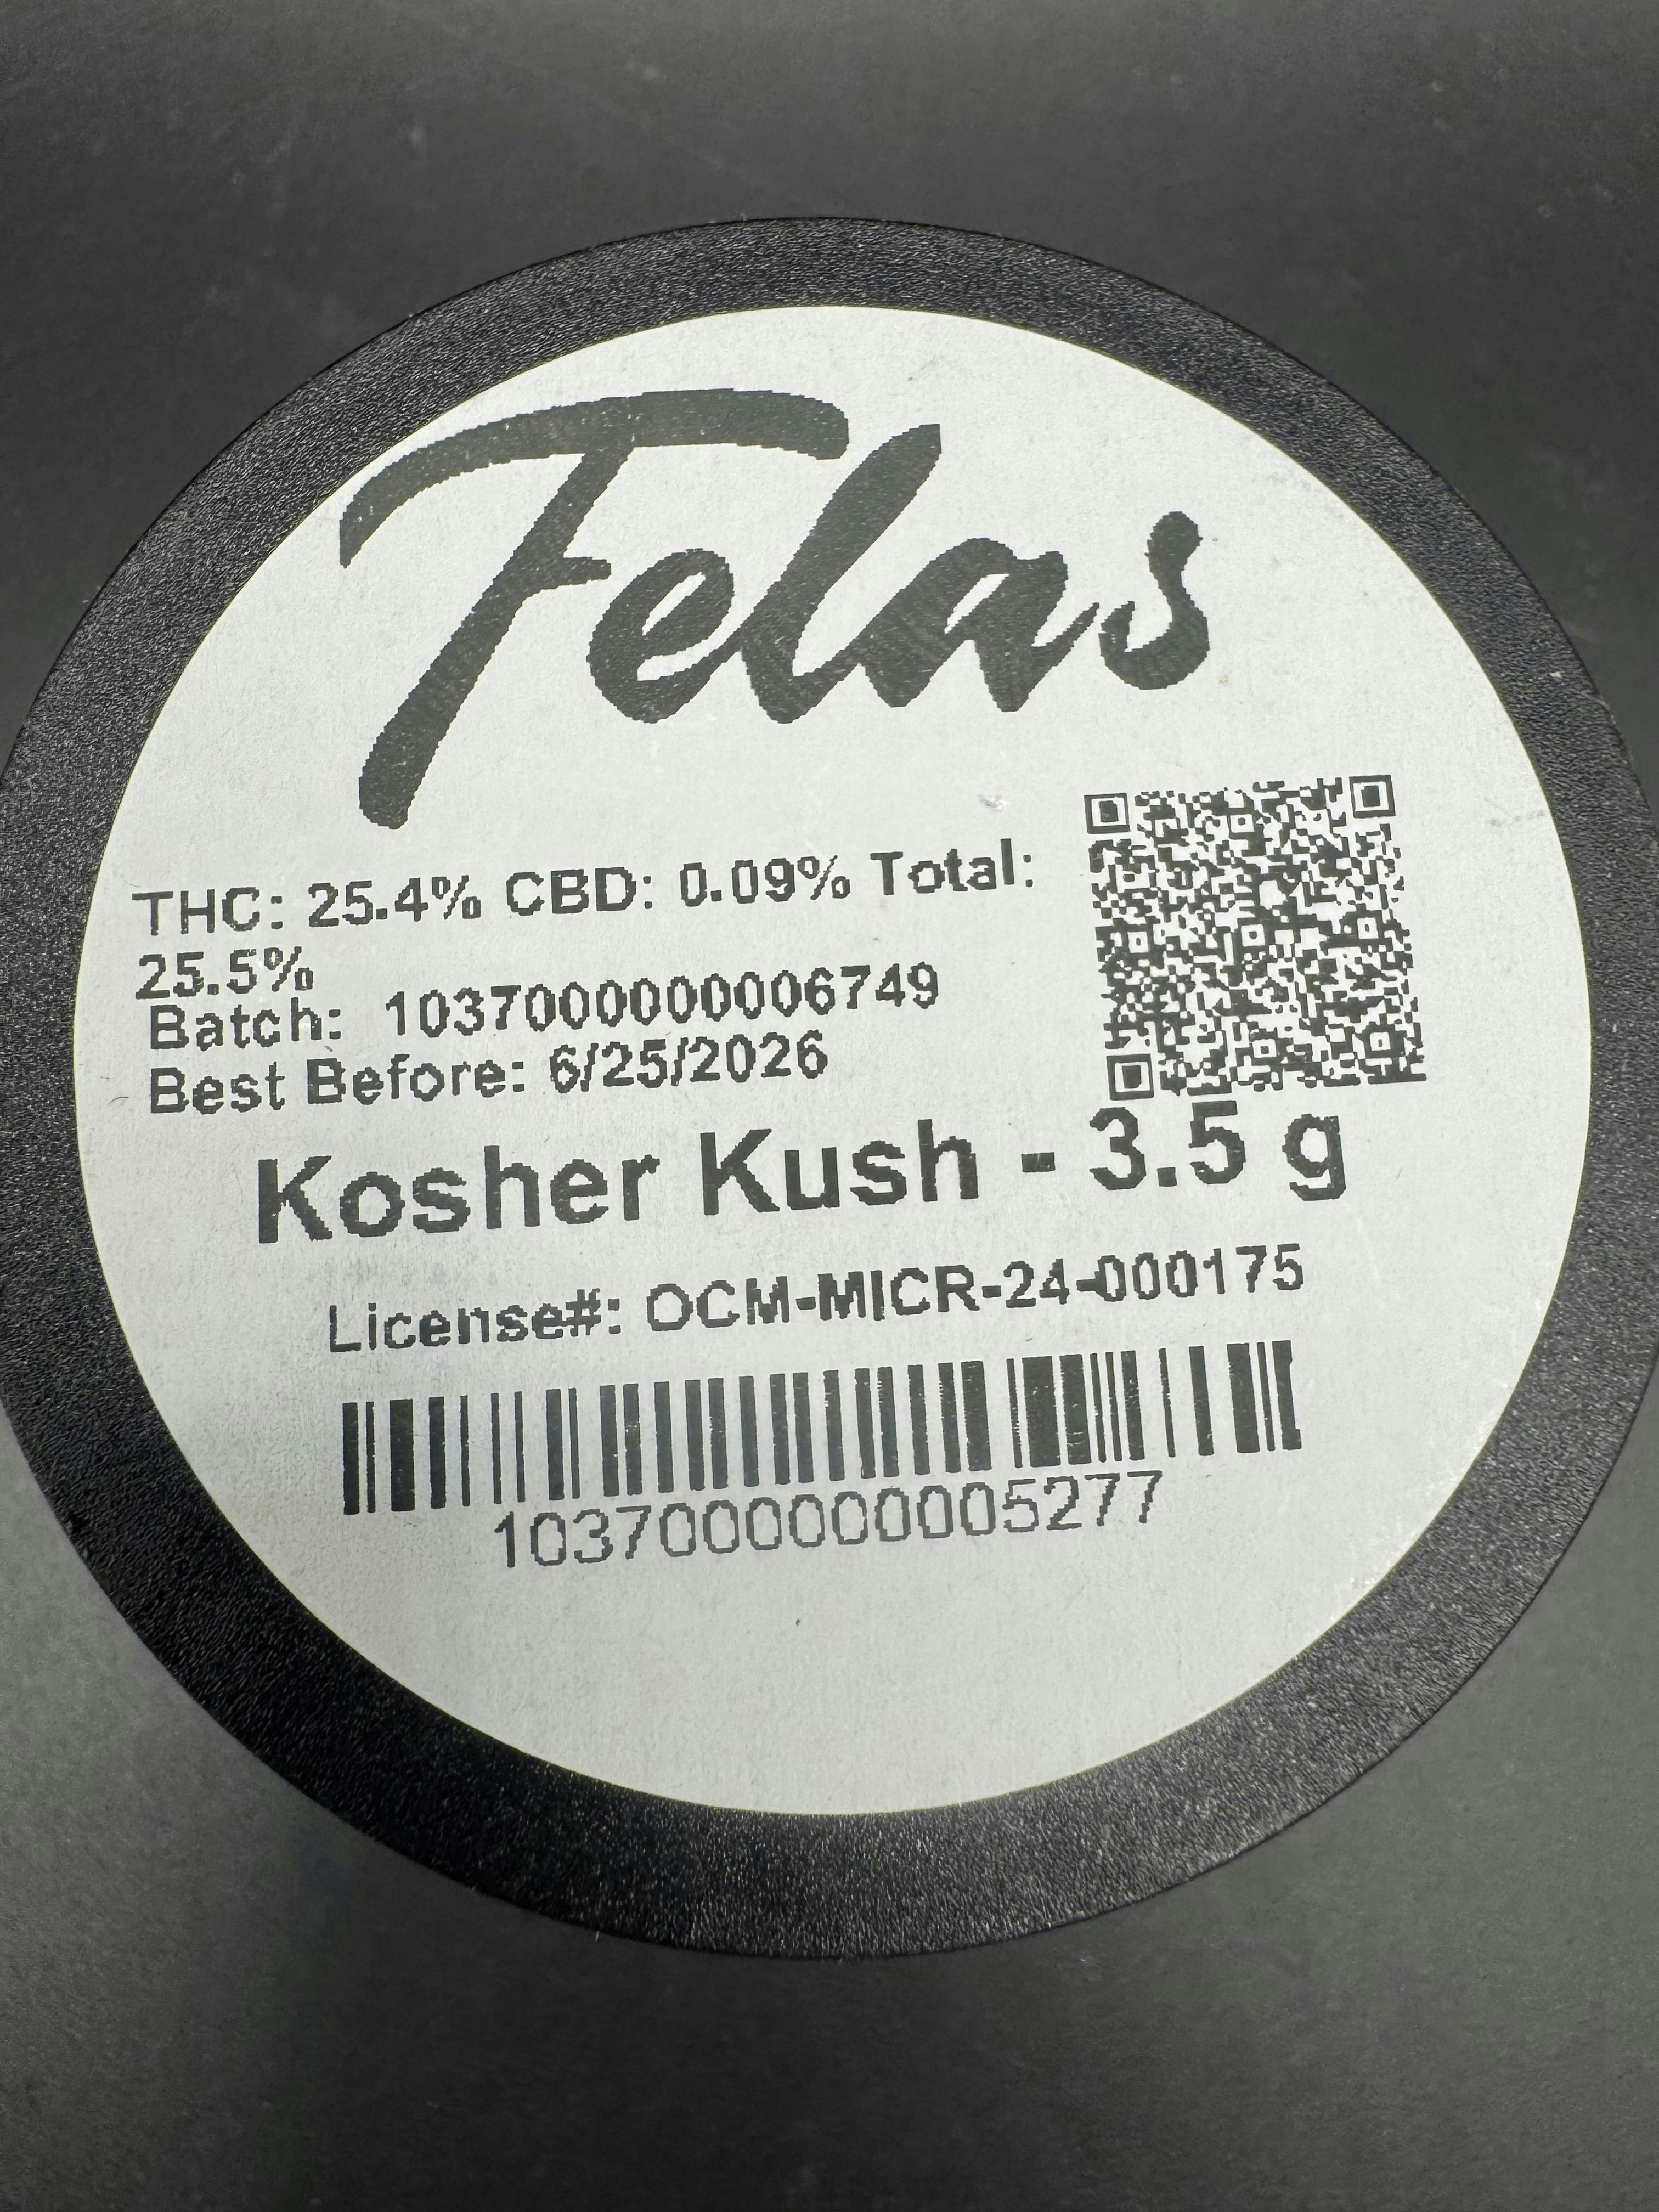 Felas
THC: 25.4% CBD: 0.09% Total:
25.5%
Batch: 1037000000006749
Best Before: 6/25/2026
Kosher Kush - 3.5 g
License#: OCM-MICR-24-000175
1037000000005277